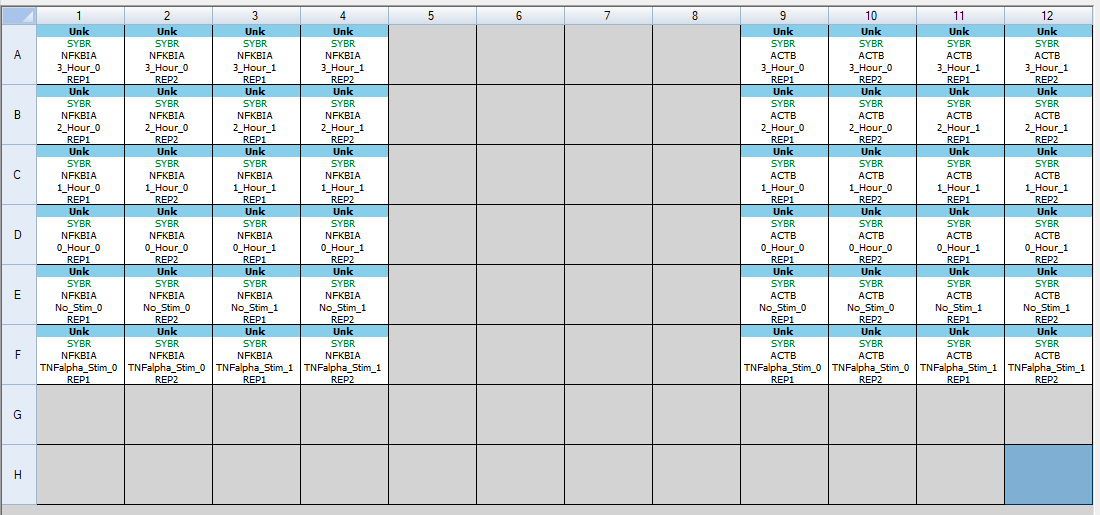 1 2 3 4 5 6 7 8 9 10 11 12
Unk Unk Unk Unk Unk Unk Unk Unk
SYBR SYBR SYBR SYBR SYBR SYBR SYBR SYBR
A NFKBIA NFKBIA NFKBIA NFKBIA ACTB ACTB ACTB ACTB
3_Hour_0 3_Hour_0 3_Hour_1 3_Hour_1 3_Hour_0 3_Hour_0 3_Hour_1 3_Hour_1
REP1 REP2 REP1 REP2 REP1 REP2 REP1 REP2
Unk Unk Unk Unk Unk Unk Unk Unk
SYBR SYBR SYBR SYBR SYBR SYBR SYBR SYBR
B NFKBIA NFKBIA NFKBIA NFKBIA ACTB ACTB ACTB ACTB
2_Hour_0 2_Hour_0 2_Hour_1 2_Hour_1 2_Hour_0 2_Hour_0 2_Hour_1 2_Hour_1
REP1 REP2 REP1 REP2 REP1 REP2 REP1 REP2
Unk Unk Unk Unk Unk Unk Unk Unk
SYBR SYBR SYBR SYBR SYBR SYBR SYBR SYBR
C NFKBIA NFKBIA NFKBIA NFKBIA ACTB ACTB ACTB ACTB
1_Hour_0 1_Hour_0 1_Hour_1 1_Hour_1 1_Hour_0 1_Hour_0 1_Hour_1 1_Hour_1
REP1 REP2 REP1 REP2 REP1 REP2 REP1 REP2
Unk Unk Unk Unk Unk Unk Unk Unk
SYBR SYBR SYBR SYBR SYBR SYBR SYBR SYBR
D NFKBIA NFKBIA NFKBIA NFKBIA ACTB ACTB ACTB ACTB
0_Hour_0 0_Hour_0 0_Hour_1 0_Hour_1 0_Hour_0 0_Hour_0 0_Hour_1 0_Hour_1
REP1 REP2 REP1 REP2 REP1 REP2 REP1 REP2
Unk Unk Unk Unk Unk Unk Unk Unk
SYBR SYBR SYBR SYBR SYBR SYBR SYBR SYBR
E NFKBIA NFKBIA NFKBIA NFKBIA ACTB ACTB ACTB ACTB
No_Stim_0 No_Stim_0 No_Stim_1 No_Stim_1 No_Stim_0 No_Stim_0 No_Stim_1 No_Stim_1
REP1 REP2 REP1 REP2 REP1 REP2 REP1 REP2
Unk Unk Unk Unk Unk Unk Unk Unk
SYBR SYBR SYBR SYBR SYBR SYBR SYBR SYBR
F NFKBIA NFKBIA NFKBIA NFKBIA ACTB ACTB ACTB ACTB
TNFalpha_Stim_0 TNFalpha_Stim_0 TNFalpha_Stim_1 TNFalpha_Stim_1 TNFalpha_Stim_0 TNFalpha_Stim_0 TNFalpha_Stim_1 TNFalpha_Stim_1
REP1 REP2 REP1 REP2 REP1 REP2 REP1 REP2
G
H